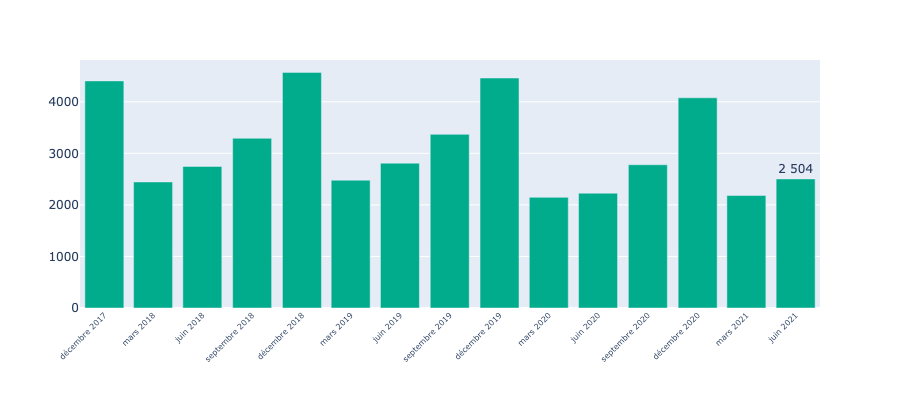 4000
3000
2000
1000
0
2 504
décembre 2017
mars 2018
juin 2018
septembre 2018
décembre 2018
mars 2019
juin 2019
septembre 2019
décembre 2019
mars 2020
juin 2020
septembre 2020
décembre 2020
mars 2021
juin 2021